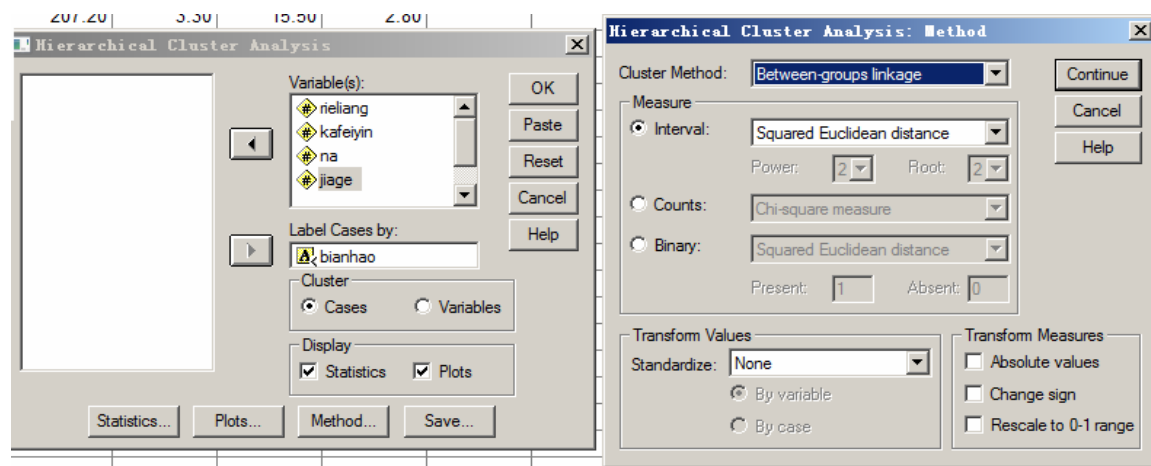 207.20 3.30 15.50 2.80
Hierarchical Cluster Analysis
Variable(s):
rieliang
kafeiyin
na
jiage
OK
Paste
Reset
Cancel
Help
Label Cases by:
bianhao
Cluster
Cases Variables
Display
Statistics Plots
Statistics... Plots... Method... Save...
Hierarchical Cluster Analysis: Method
Cluster Method: Between-groups linkage
Continue
Cancel
Help
Measure
Interval: Squared Euclidean distance
Power: 2 Root: 2
Counts: Chi-square measure
Binary: Squared Euclidean distance
Present: 1 Absent: 0
Transform Values
Standardize: None
By variable
By case
Transform Measures
Absolute values
Change sign
Rescale to 0-1 range